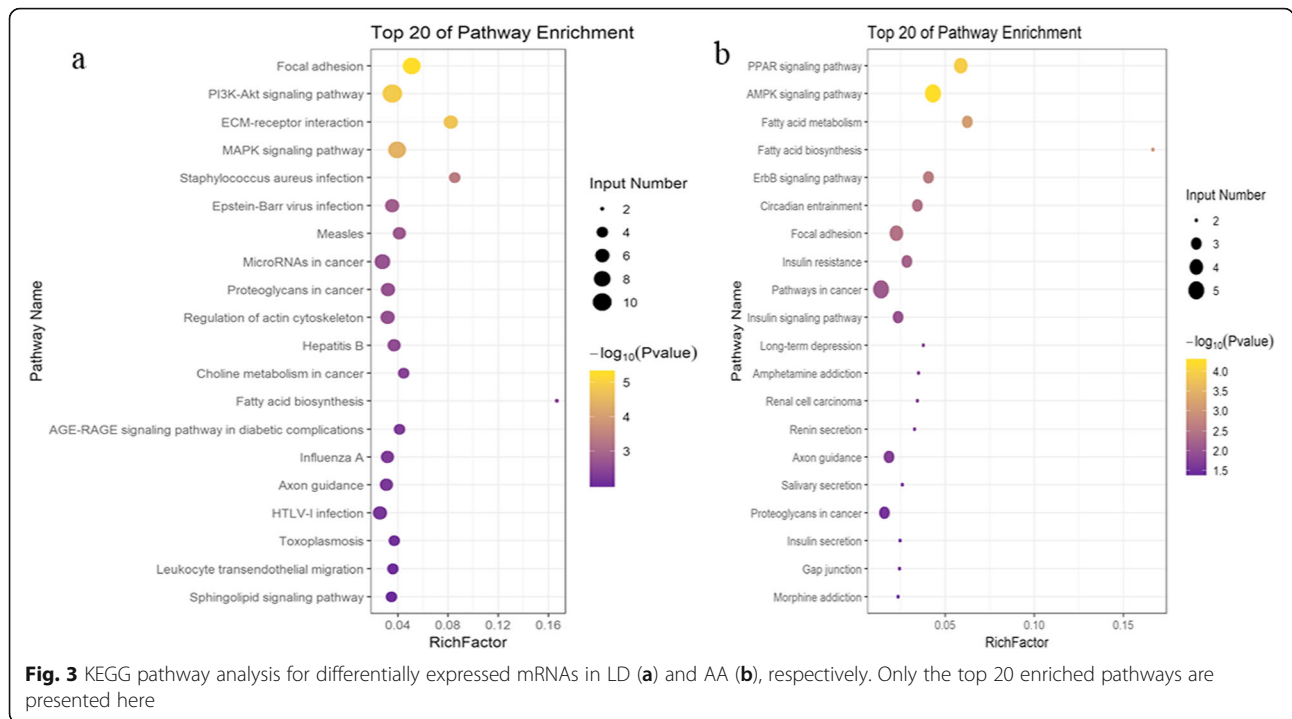 a
Top 20 of Pathway Enrichment
Pathway Name
Focal adhesion
PI3K-Akt signaling pathway
ECM-receptor interaction
MAPK signaling pathway
Staphylococcus aureus infection
Epstein-Barr virus infection
Measles
MicroRNAs in cancer
Proteoglycans in cancer
Regulation of actin cytoskeleton
Hepatitis B
Choline metabolism in cancer
Fatty acid biosynthesis
AGE-RAGE signaling pathway in diabetic complications
Influenza A
Axon guidance
HTLV-I infection
Toxoplasmosis
Leukocyte transendothelial migration
Sphingolipid signaling pathway
0.04 0.08 0.12 0.16
RichFactor
Input Number
2
4
6
8
10
−log10(Pvalue)
5
4
3
b
Top 20 of Pathway Enrichment
Pathway Name
PPAR signaling pathway
AMPK signaling pathway
Fatty acid metabolism
Fatty acid biosynthesis
ErbB signaling pathway
Circadian entrainment
Focal adhesion
Insulin resistance
Pathways in cancer
Insulin signaling pathway
Long-term depression
Amphetamine addiction
Renal cell carcinoma
Renin secretion
Axon guidance
Salivary secretion
Proteoglycans in cancer
Insulin secretion
Gap junction
Morphine addiction
0.05 0.10 0.15
RichFactor
Input Number
2
3
4
5
−log10(Pvalue)
4.0
3.5
3.0
2.5
2.0
1.5
Fig. 3 KEGG pathway analysis for differentially expressed mRNAs in LD (a) and AA (b), respectively. Only the top 20 enriched pathways are
presented here